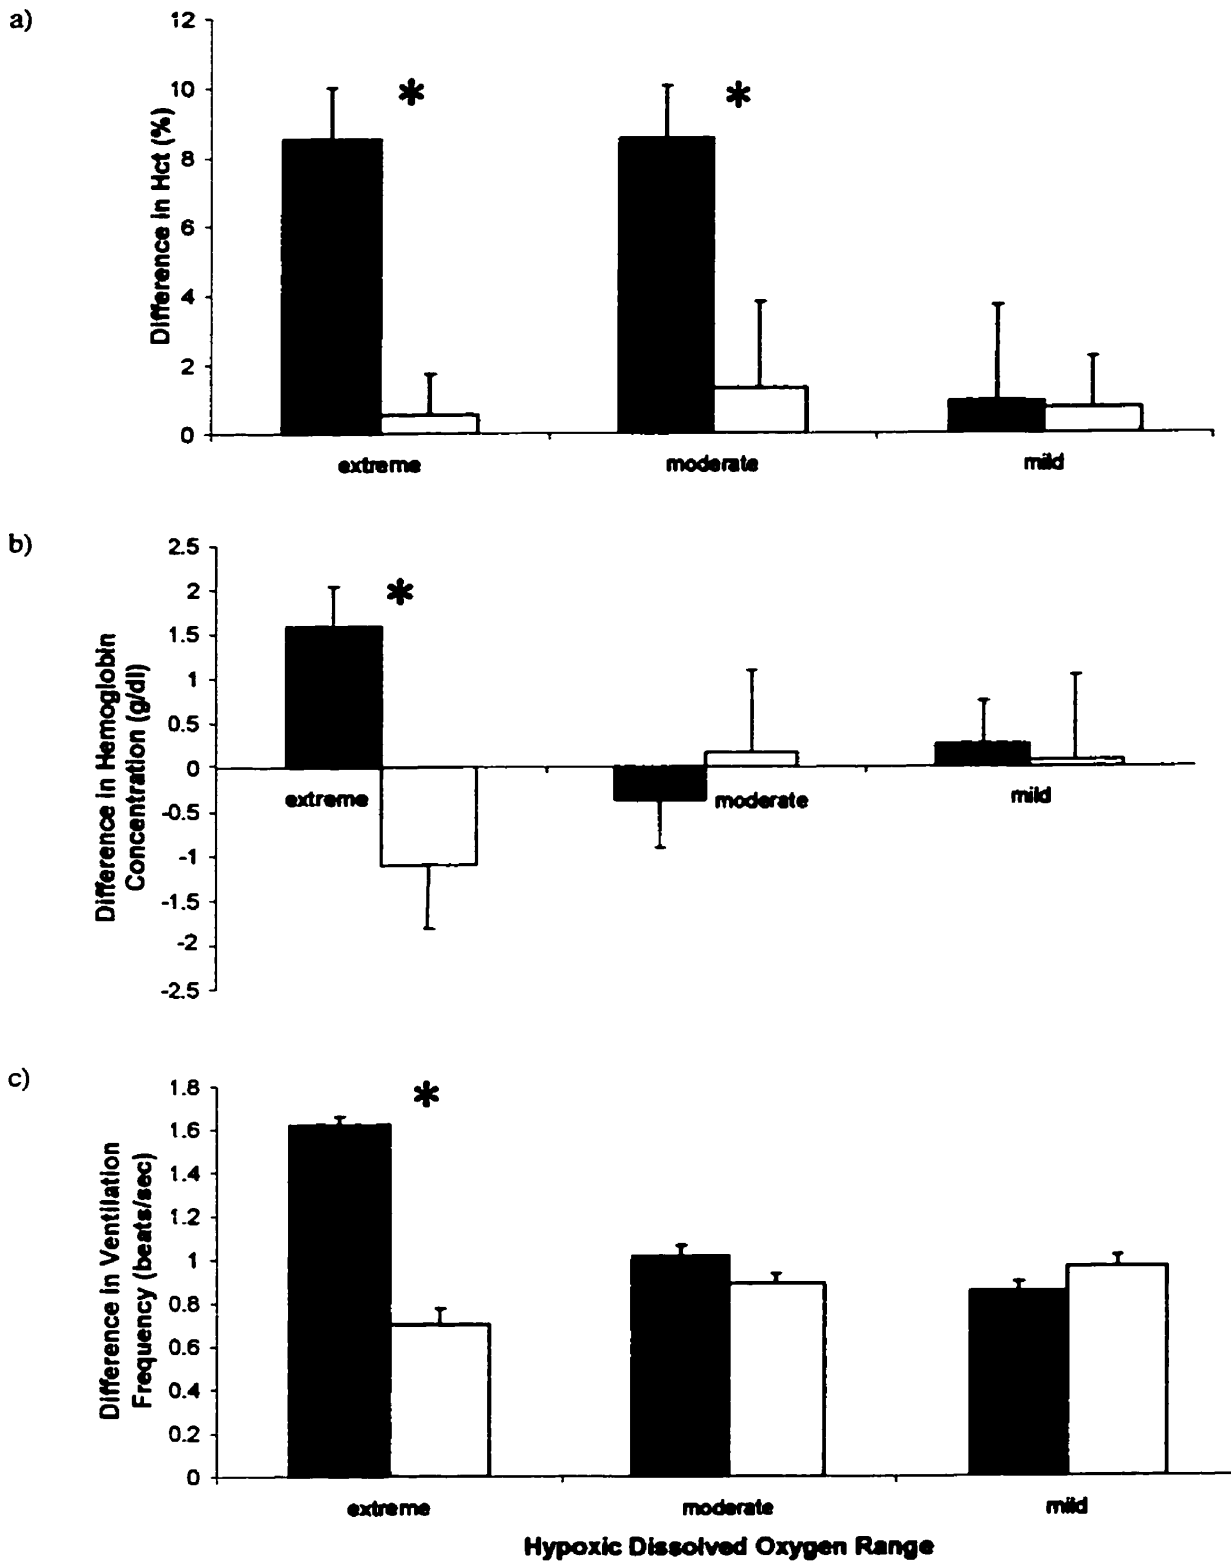 a)
12
10
8
6
4
2
0
Difference in Hct (%)
*
*
extreme
moderate
mild
b)
2.5
2
1.5
1
0.5
0
-0.5
-1
-1.5
-2
-2.5
Difference in Hemoglobin
Concentration (g/dl)
*
extreme
moderate
mild
c)
1.8
1.6
1.4
1.2
1
0.8
0.6
0.4
0.2
0
Difference in Ventilation
Frequency (beats/sec)
*
extreme
moderate
mild
Hypoxic Dissolved Oxygen Range